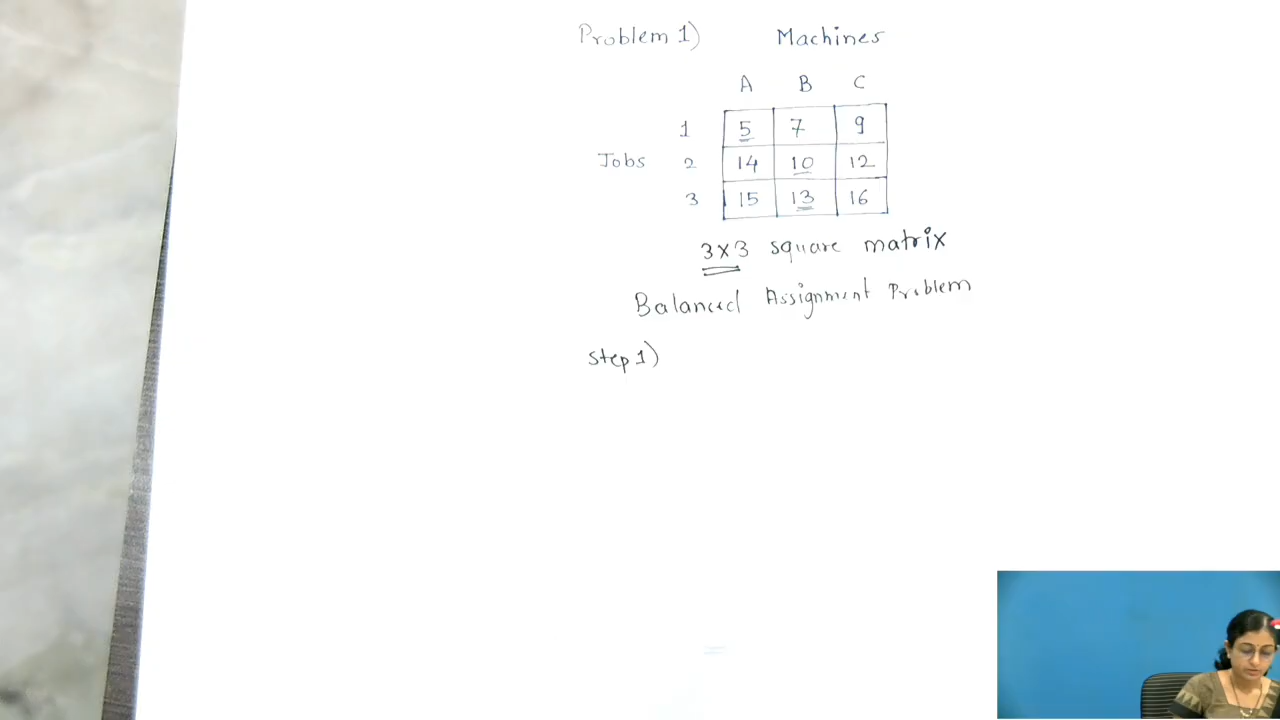 Problem 1) Machines
A B C
1 5 7 9
Jobs 2 14 10 12
3 15 13 16
3x3 square matrix
Balanced Assignment Problem
step 1)